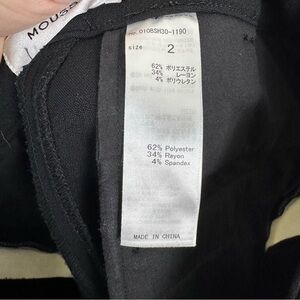 MOUSS
No. 010BSH30-1190
size 2
62% ポリエステル
34% レーヨン
4% ポリウレタン
62% Polyester
34% Rayon
4% Spandex
MADE IN CHINA